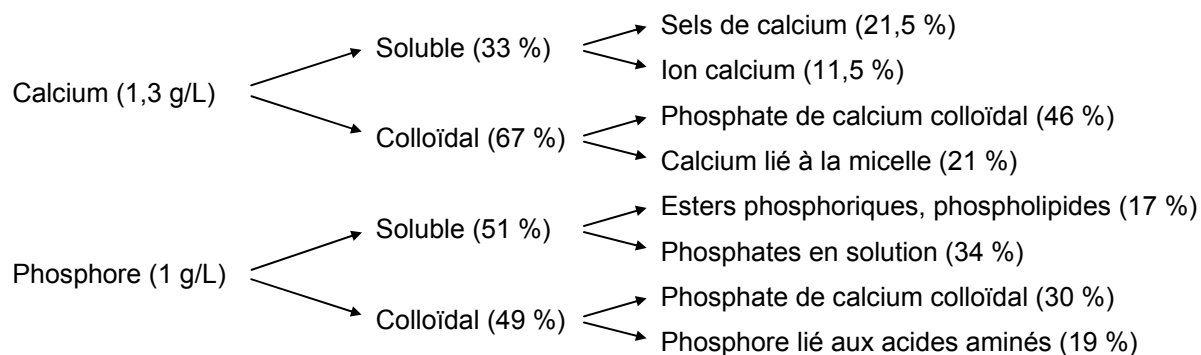 Calcium (1,3 g/L)
Soluble (33 %)
Sels de calcium (21,5 %)
Ion calcium (11,5 %)
Colloïdal (67 %)
Phosphate de calcium colloïdal (46 %)
Calcium lié à la micelle (21 %)
Phosphore (1 g/L)
Soluble (51 %)
Esters phosphoriques, phospholipides (17 %)
Phosphates en solution (34 %)
Colloïdal (49 %)
Phosphate de calcium colloïdal (30 %)
Phosphore lié aux acides aminés (19 %)